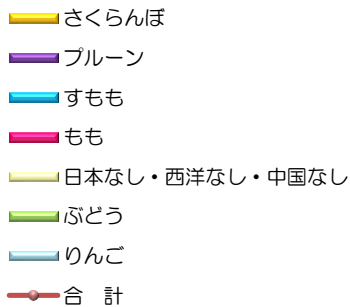 さくらんぼ
プルーン
すもも
もも
日本なし・西洋なし・中国なし
ぶどう
りんご
合　計